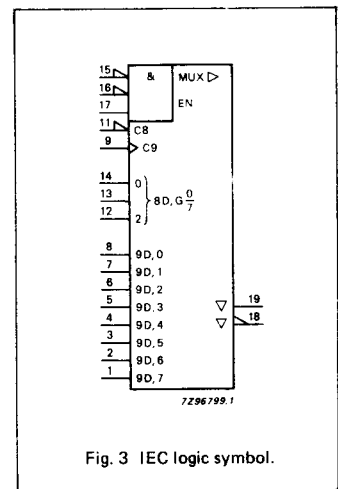 15 & MUX ▷
16 EN
17
11 C8
9 C9
14 0
13 } 8D, G 0/7
12 2
8 9D, 0
7 9D, 1
6 9D, 2
5 9D, 3 ▽ 19
4 9D, 4 ▽ 18
3 9D, 5
2 9D, 6
1 9D, 7
7Z96799.1
Fig. 3 IEC logic symbol.